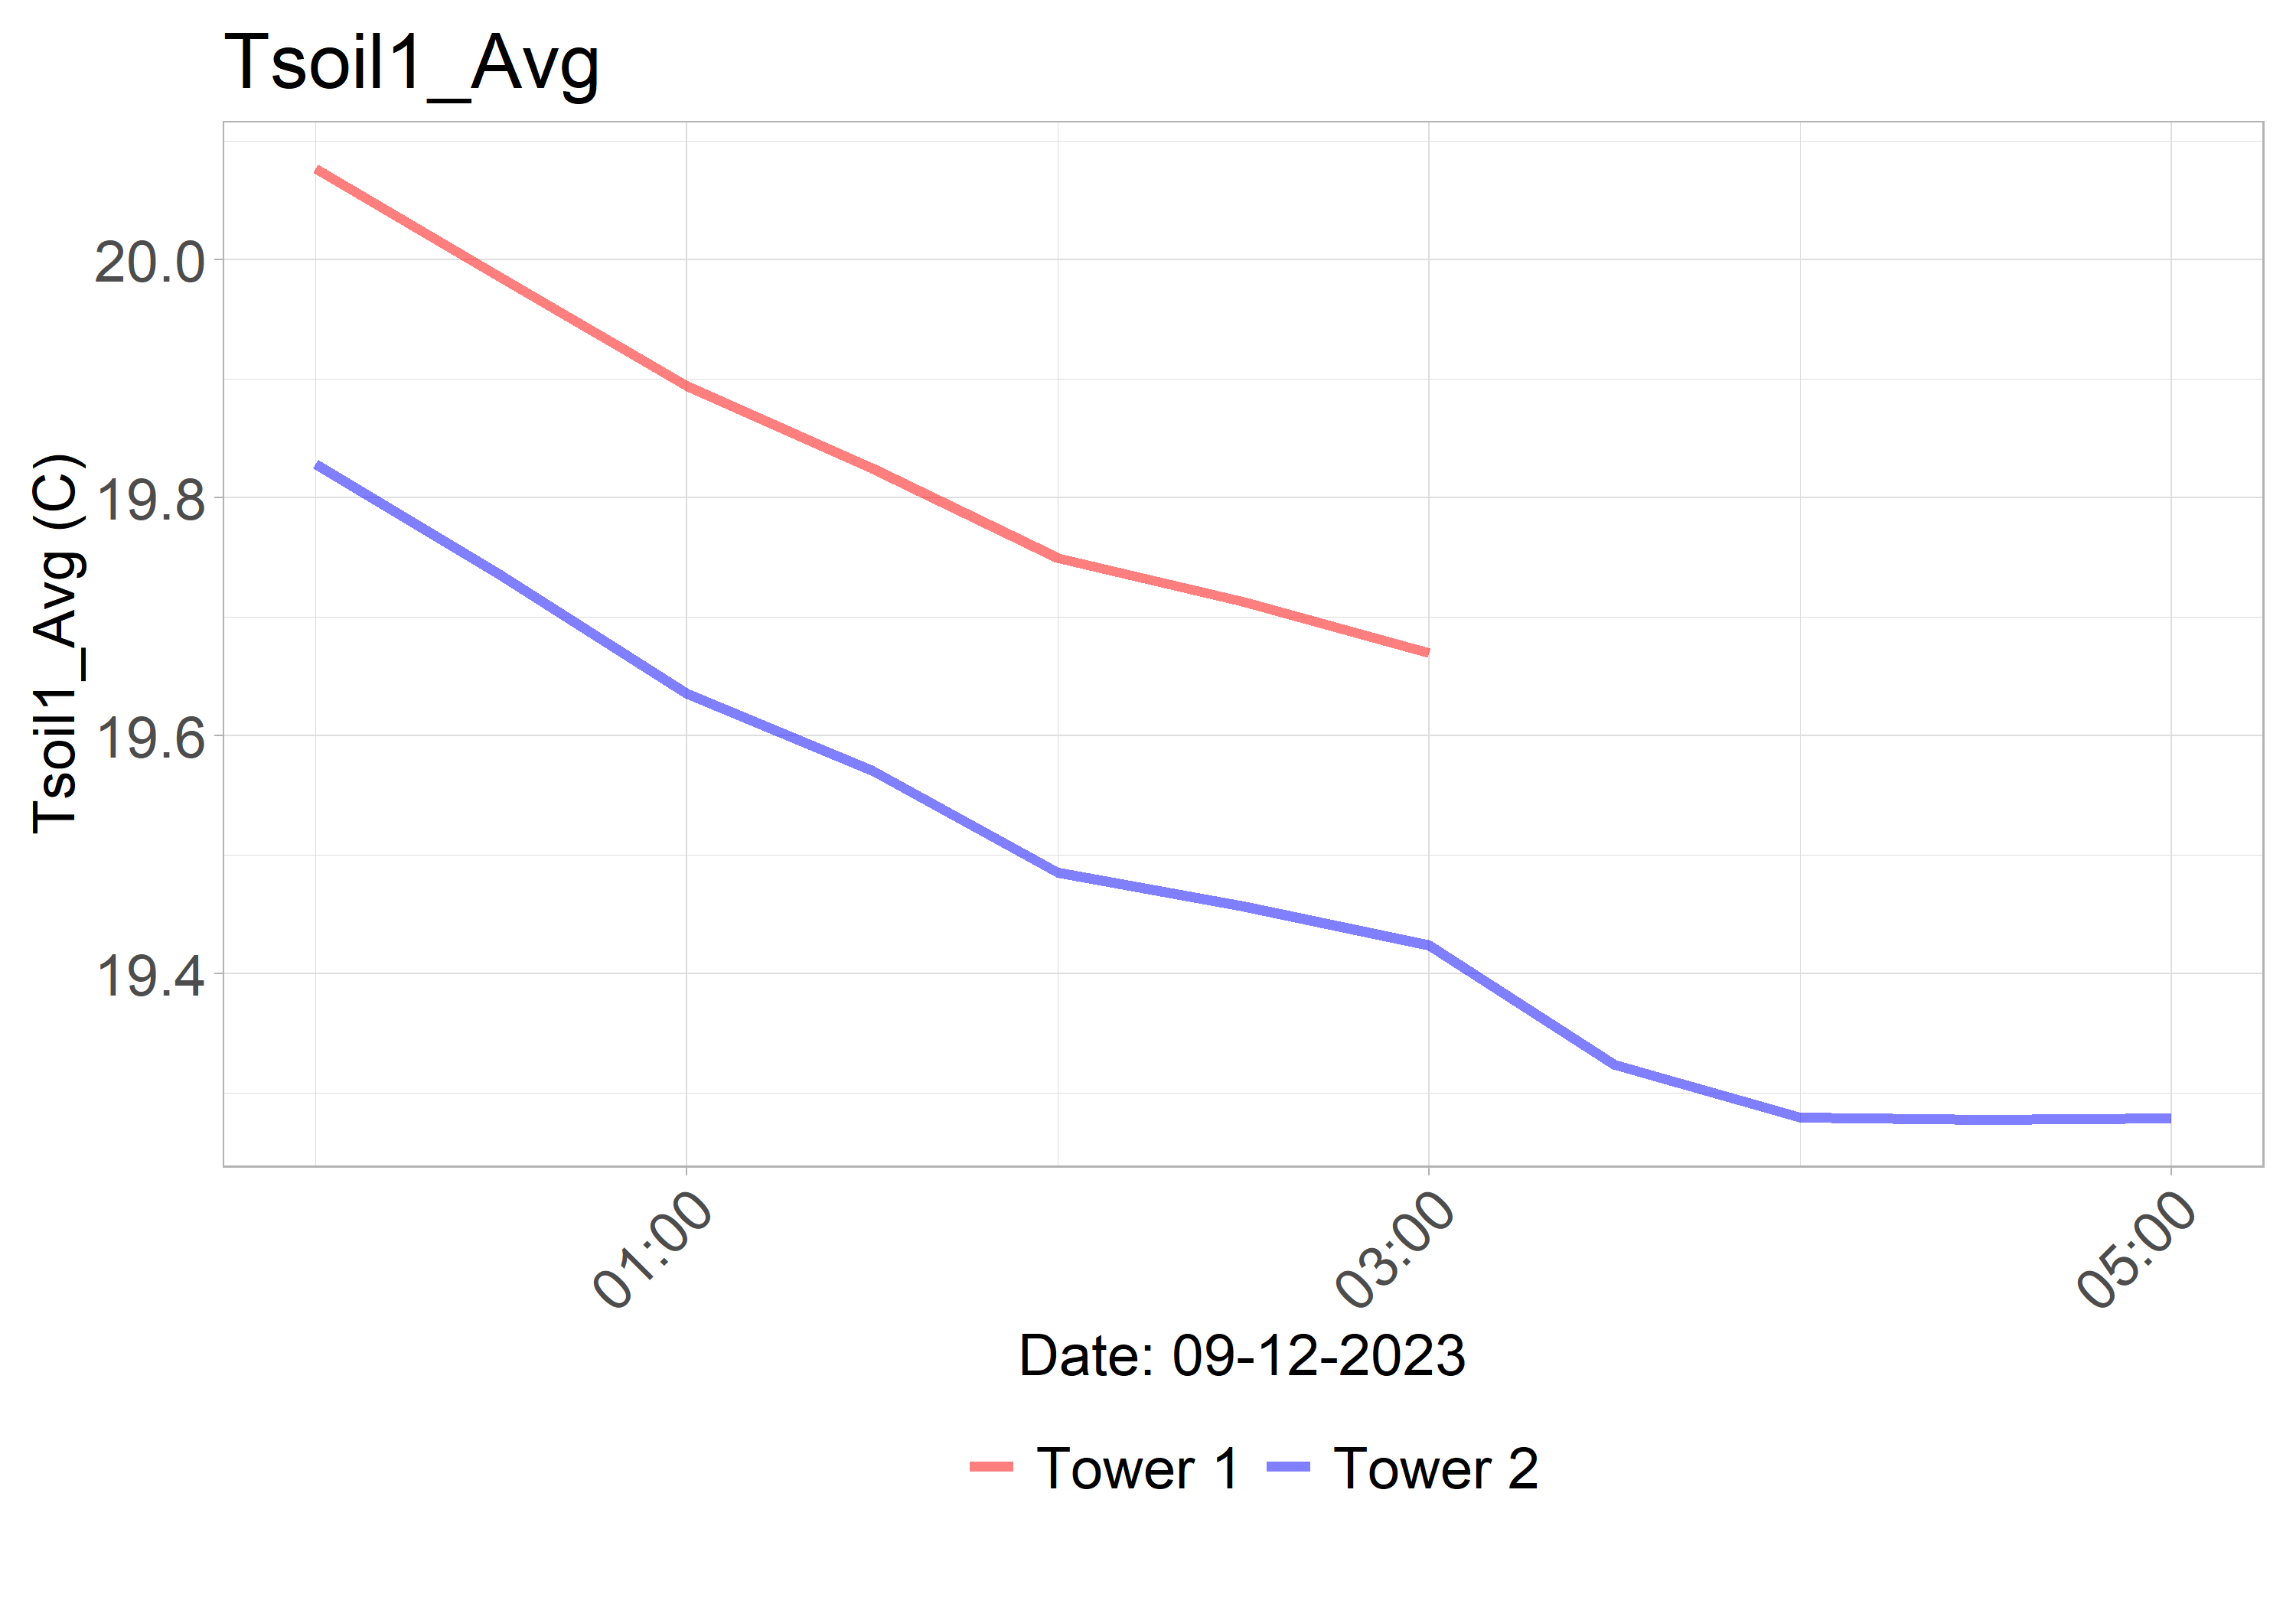 Tsoil1_Avg
Tsoil1_Avg (C)
20.0
19.8
19.6
19.4
01:00
03:00
05:00
Date: 09-12-2023
Tower 1
Tower 2